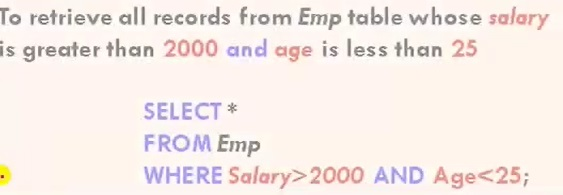 To retrieve all records from Emp table whose salary
is greater than 2000 and age is less than 25
SELECT *
FROM Emp
WHERE Salary>2000 AND Age<25;